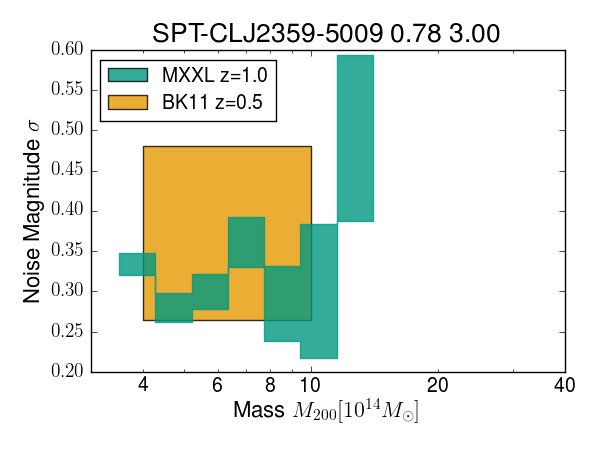 SPT-CLJ2359-5009 0.78 3.00
0.60
0.55
0.50
0.45
0.40
0.35
0.30
0.25
0.20
Noise Magnitude σ
MXXL z=1.0
BK11 z=0.5
4 6 8 10 20 40
Mass M₂₀₀[10¹⁴M⊙]